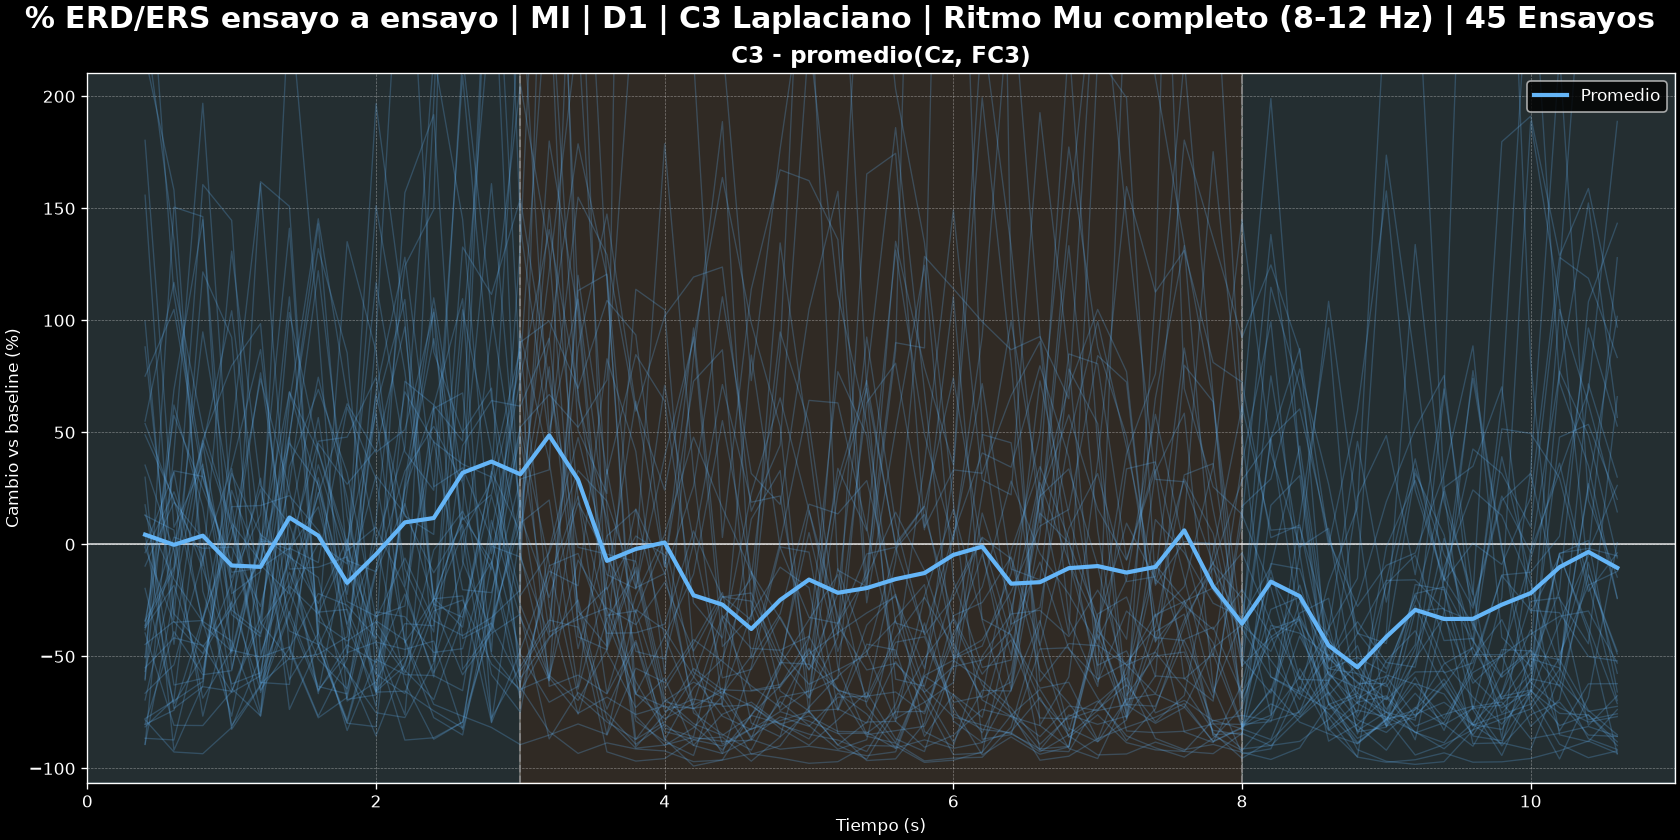 % ERD/ERS ensayo a ensayo | MI | D1 | C3 Laplaciano | Ritmo Mu completo (8-12 Hz) | 45 Ensayos
C3 - promedio(Cz, FC3)
Promedio
Cambio vs baseline (%)
200
150
100
50
0
−50
−100
0 2 4 6 8 10
Tiempo (s)